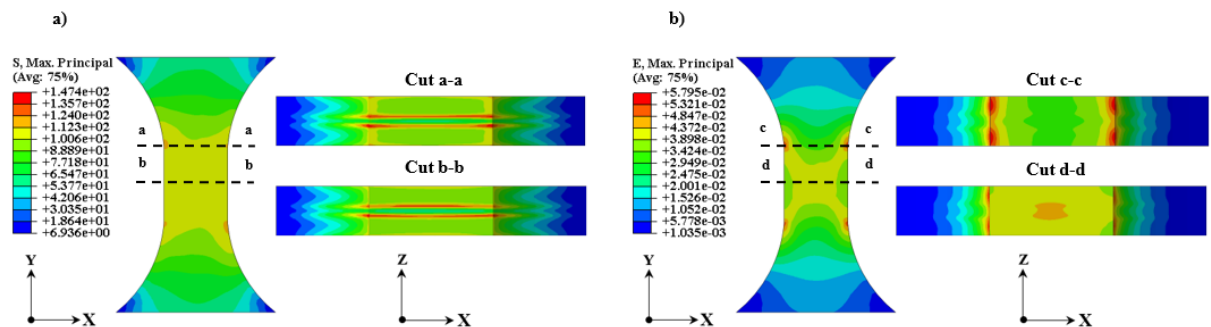 a)
S, Max. Principal
(Avg: 75%)
+1.474e+02
+1.357e+02
+1.240e+02
+1.123e+02
+1.006e+02
+8.889e+01
+7.718e+01
+6.547e+01
+5.377e+01
+4.206e+01
+3.035e+01
+1.864e+01
+6.936e+00
a a
b b
Cut a-a
Cut b-b
Y
X
Z
X
b)
E, Max. Principal
(Avg: 75%)
+5.795e-02
+5.321e-02
+4.847e-02
+4.372e-02
+3.898e-02
+3.424e-02
+2.949e-02
+2.475e-02
+2.001e-02
+1.526e-02
+1.052e-02
+5.778e-03
+1.035e-03
c c
d d
Cut c-c
Cut d-d
Y
X
Z
X